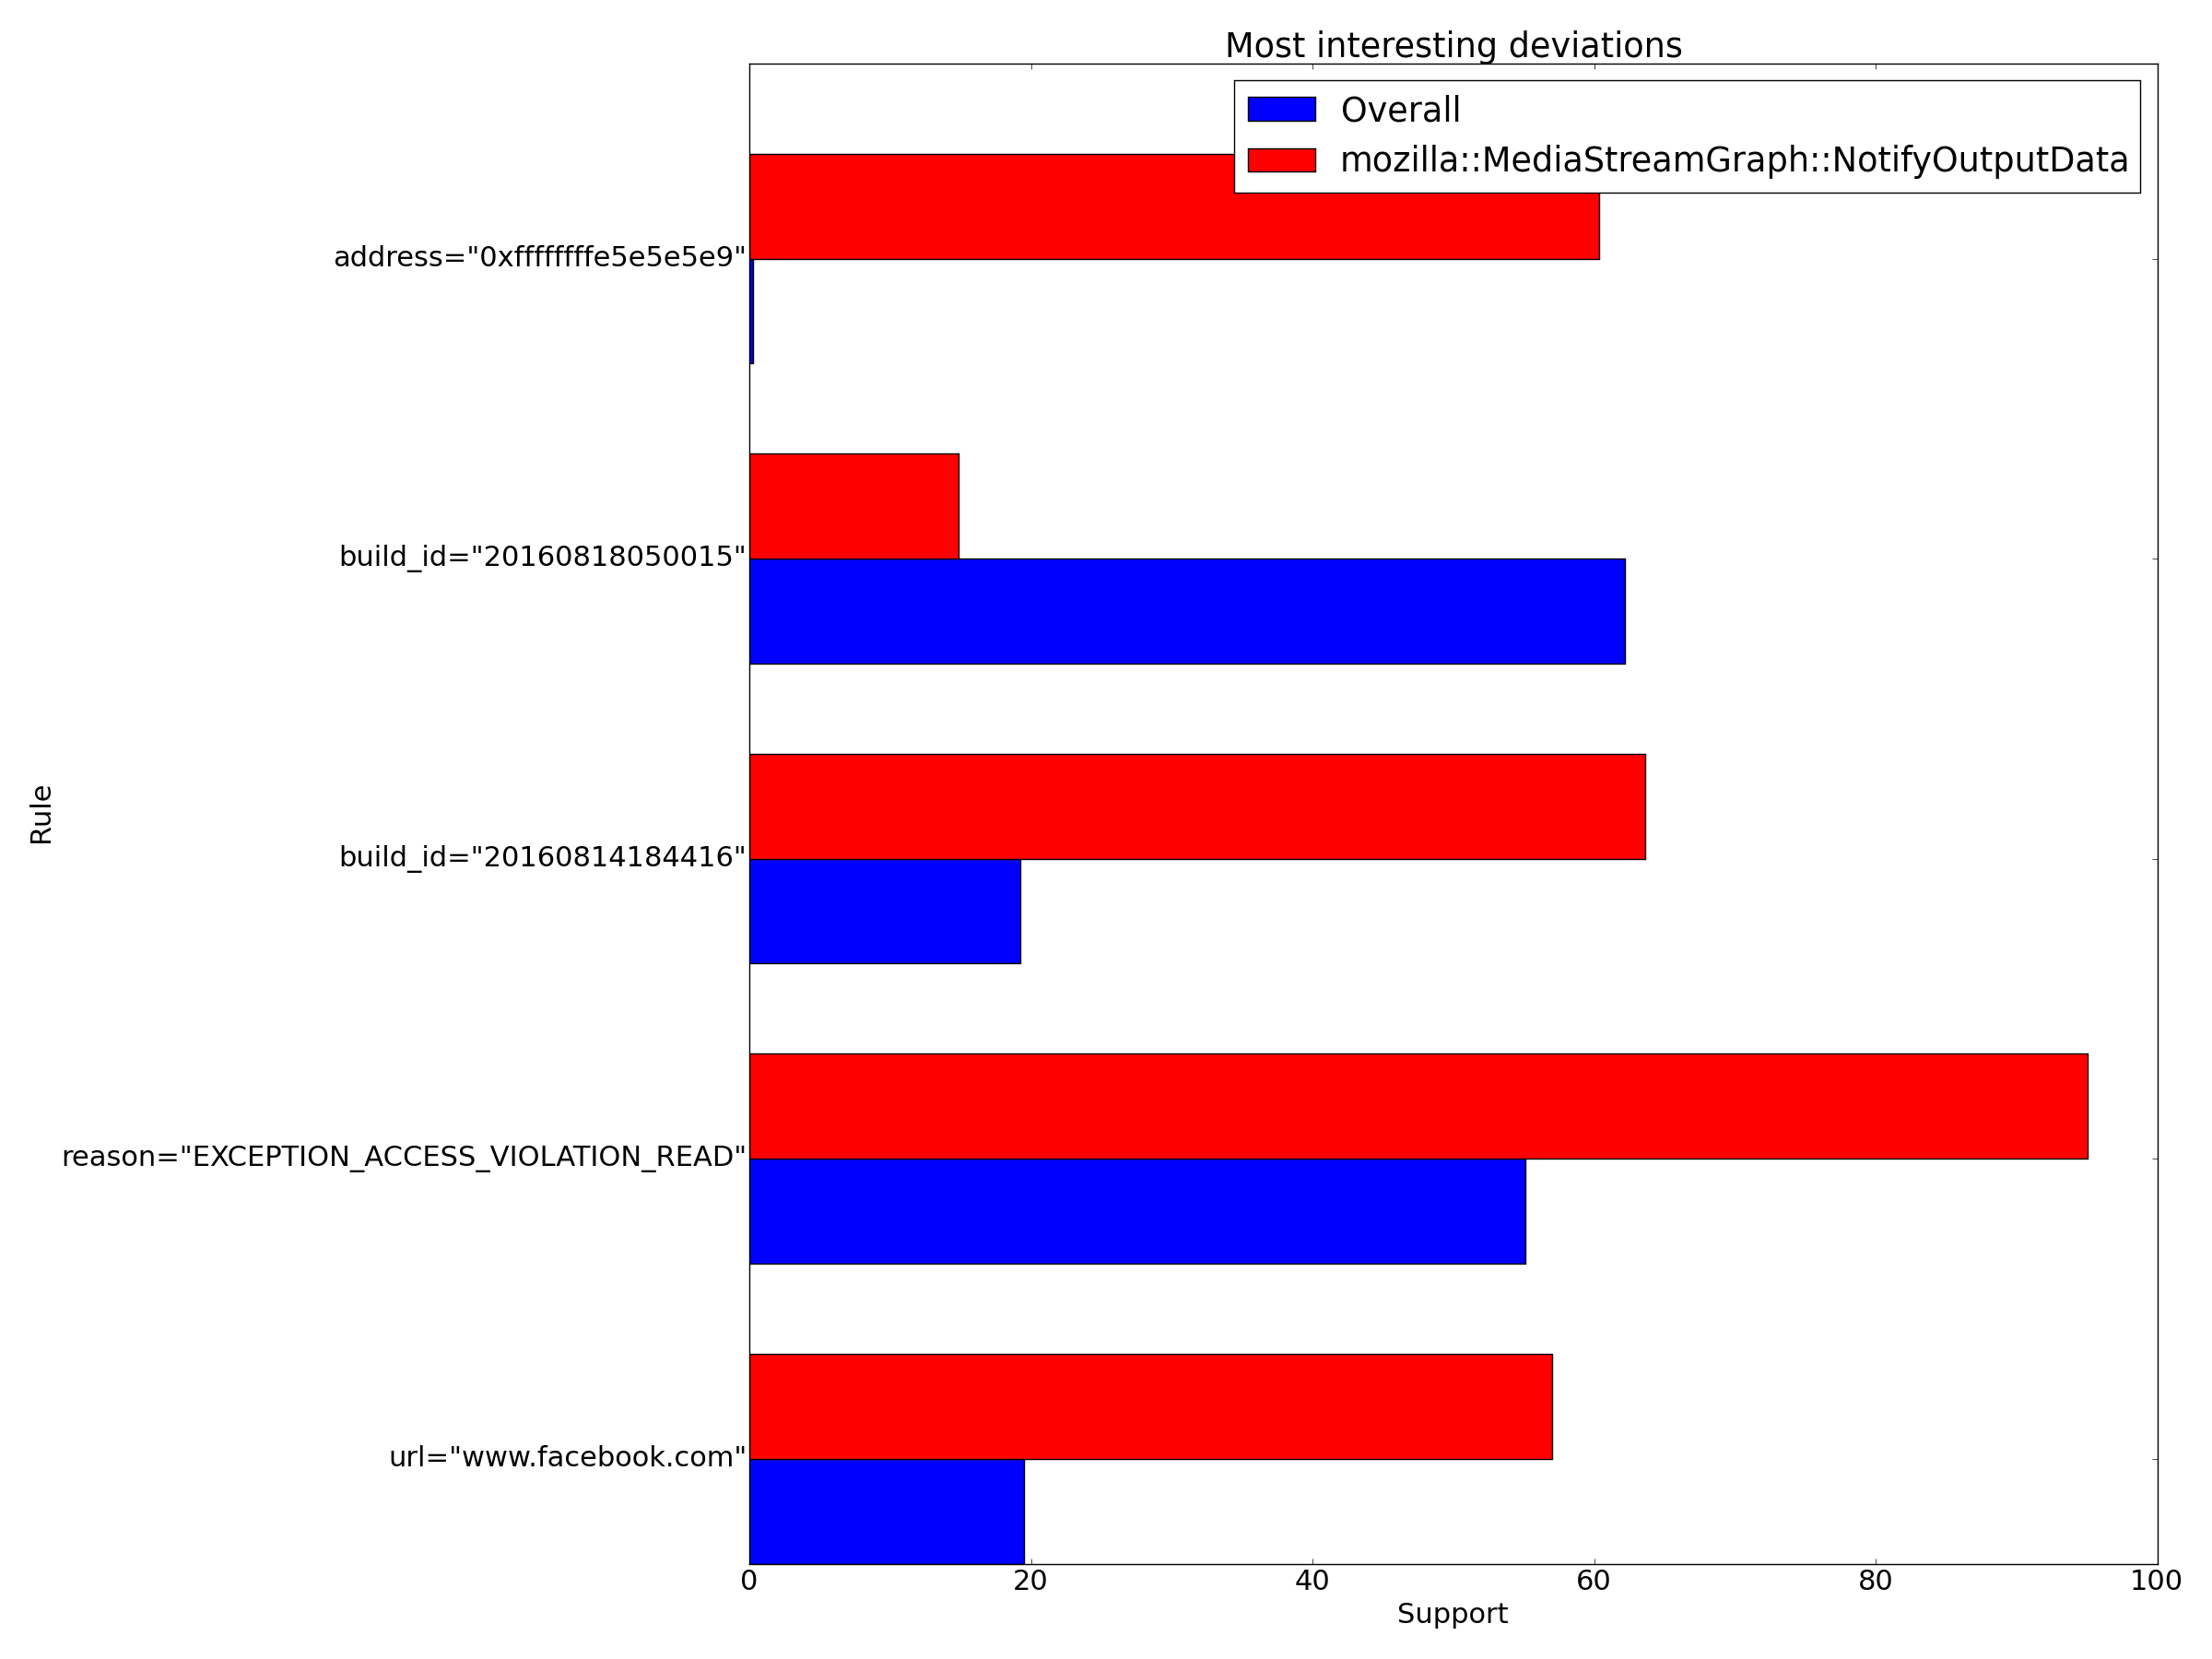 Most interesting deviations
Overall
mozilla::MediaStreamGraph::NotifyOutputData
address="0xffffffffe5e5e5e9"
build_id="20160818050015"
build_id="20160814184416"
reason="EXCEPTION_ACCESS_VIOLATION_READ"
url="www.facebook.com"
Rule
0 20 40 60 80 100
Support